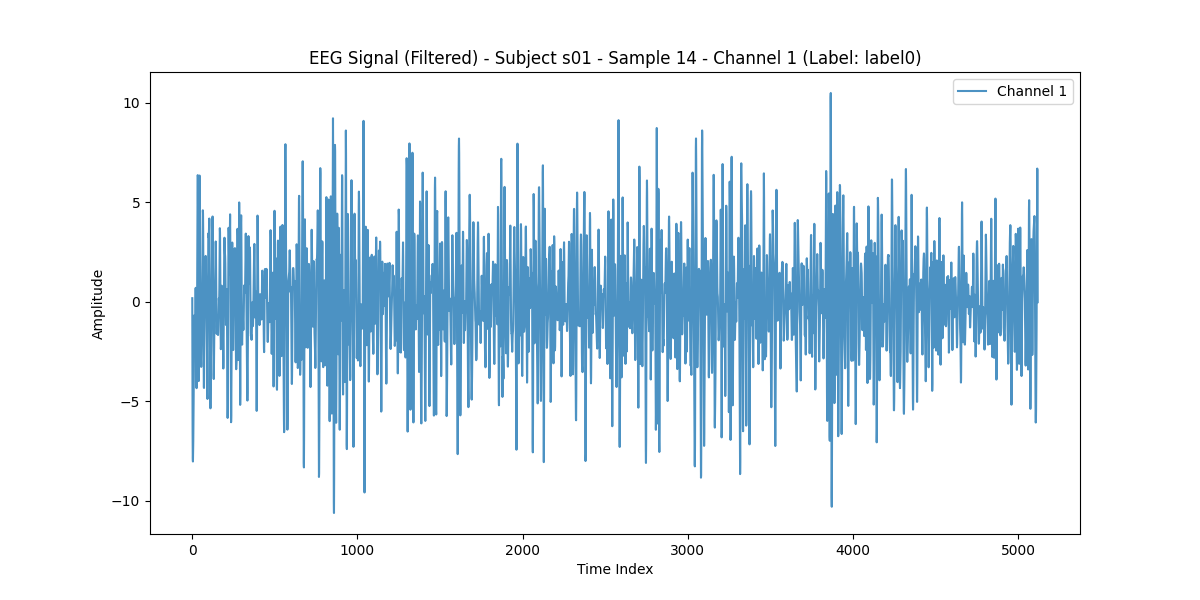 EEG Signal (Filtered) - Subject s01 - Sample 14 - Channel 1 (Label: label0)
Channel 1
10
5
0
−5
−10
Amplitude
0 1000 2000 3000 4000 5000
Time Index